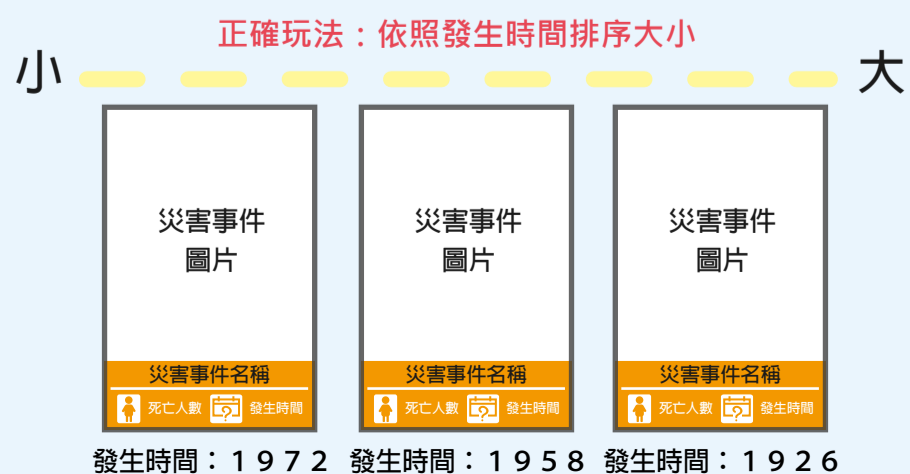 正確玩法：依照發生時間排序大小
小 大
災害事件 災害事件 災害事件
圖片 圖片 圖片
災害事件名稱 災害事件名稱 災害事件名稱
死亡人數 ? 發生時間 死亡人數 ? 發生時間 死亡人數 ? 發生時間
發生時間：１９７２ 發生時間：１９５８ 發生時間：１９２６